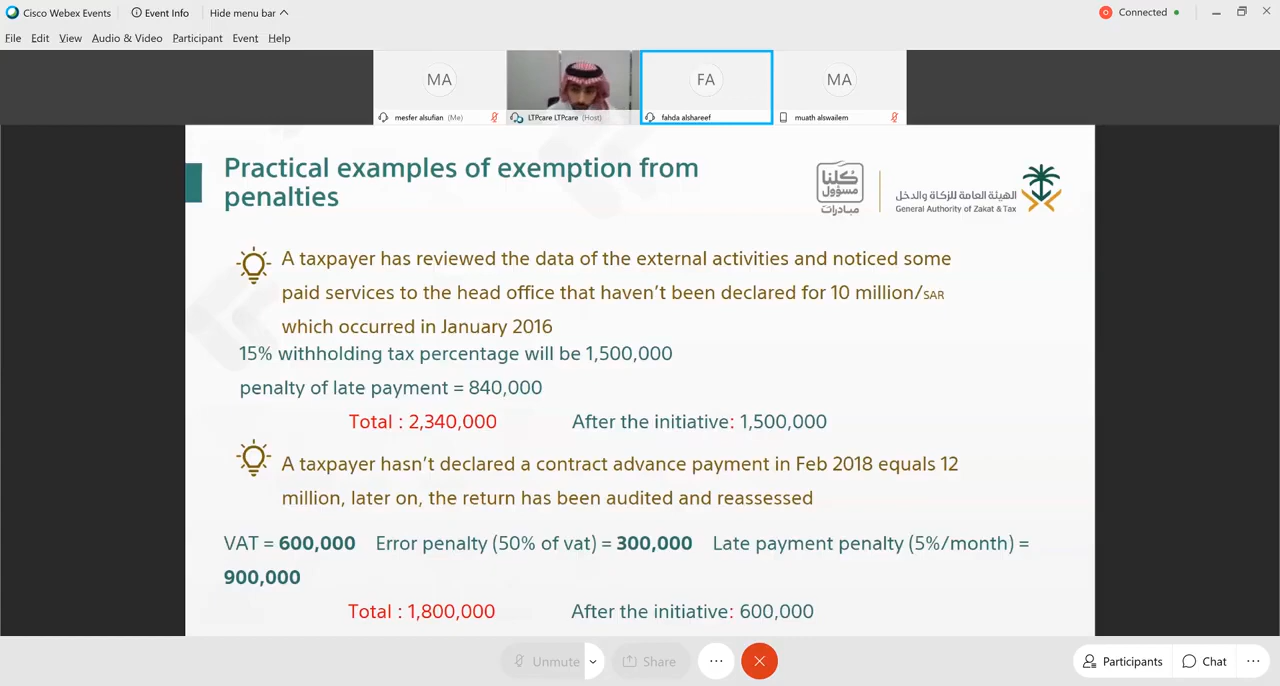 Cisco Webex Events Event Info Hide menu bar Connected
File Edit View Audio & Video Participant Event Help
MA FA MA
mesfer alsufian (Me) LTPcare LTPcare (Host) fahda alshareef muath alswailem
Practical examples of exemption from
penalties
كلنا
مسؤول
مبادرات
الهيئة العامة للزكاة والدخل
General Authority of Zakat & Tax
A taxpayer has reviewed the data of the external activities and noticed some
paid services to the head office that haven't been declared for 10 million/SAR
which occurred in January 2016
15% withholding tax percentage will be 1,500,000
penalty of late payment = 840,000
Total : 2,340,000 After the initiative: 1,500,000
A taxpayer hasn't declared a contract advance payment in Feb 2018 equals 12
million, later on, the return has been audited and reassessed
VAT = 600,000 Error penalty (50% of vat) = 300,000 Late payment penalty (5%/month) =
900,000
Total : 1,800,000 After the initiative: 600,000
Unmute Share Participants Chat